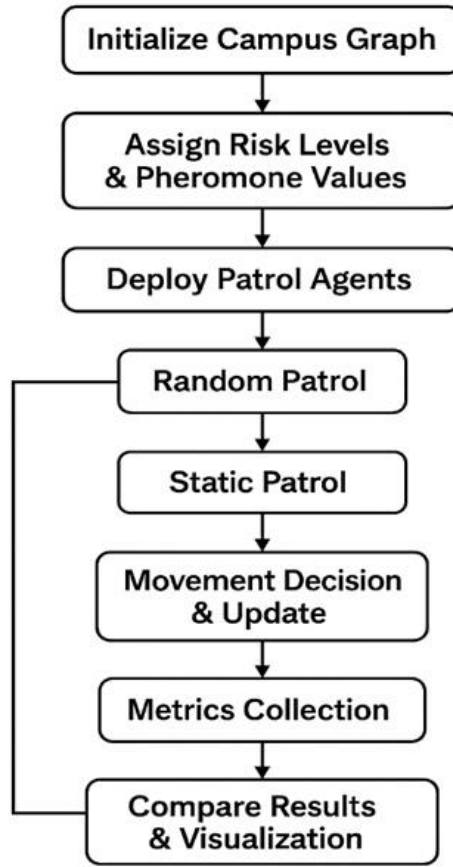 Initialize Campus Graph
Assign Risk Levels
& Pheromone Values
Deploy Patrol Agents
Random Patrol
Static Patrol
Movement Decision
& Update
Metrics Collection
Compare Results
& Visualization